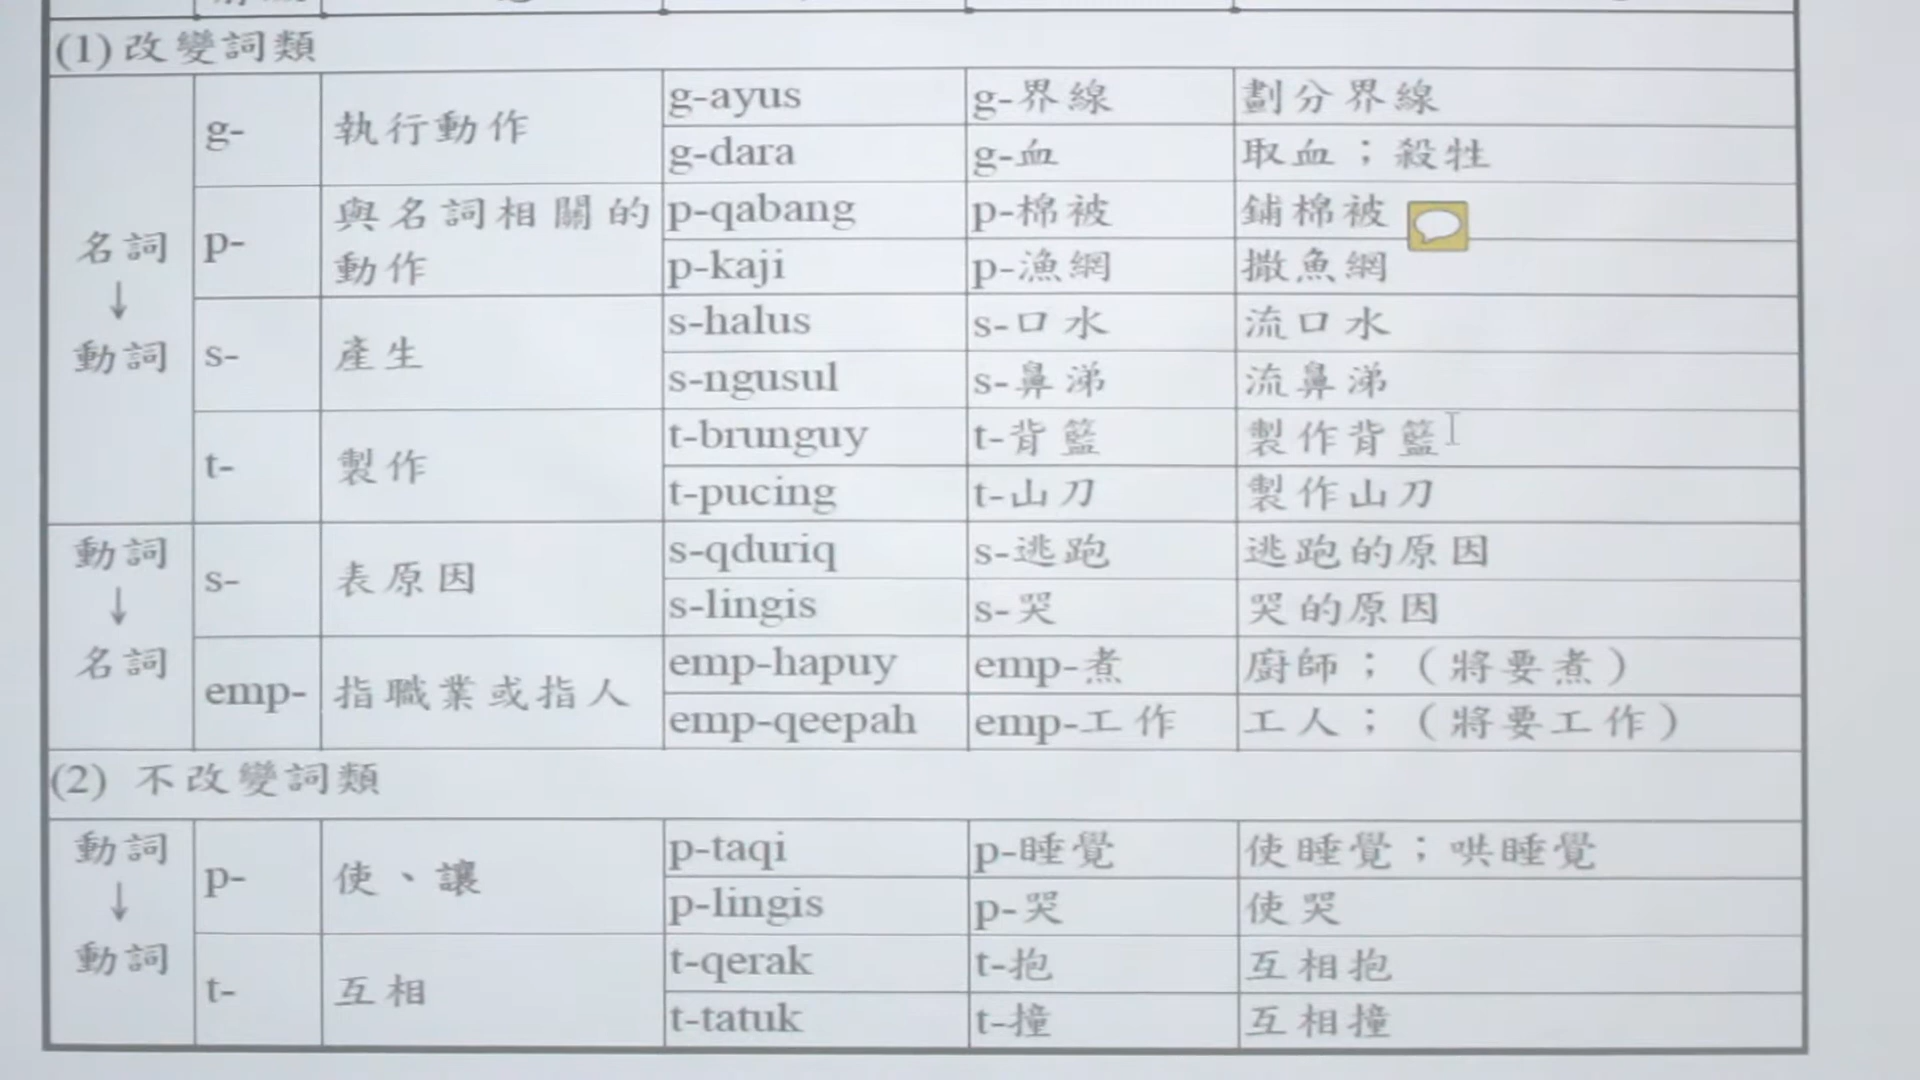 (1) 改變詞類
名詞
↓
動詞
g-
執行動作
g-ayus
g-界線
劃分界線
g-dara
g-血
取血；殺牲
p-
與名詞相關的
動作
p-qabang
p-棉被
鋪棉被
p-kaji
p-漁網
撒魚網
s-
產生
s-halus
s-口水
流口水
s-ngusul
s-鼻涕
流鼻涕
t-
製作
t-brunguy
t-背籃
製作背籃
t-pucing
t-山刀
製作山刀
動詞
↓
名詞
s-
表原因
s-qduriq
s-逃跑
逃跑的原因
s-lingis
s-哭
哭的原因
emp-
指職業或指人
emp-hapuy
emp-煮
廚師；（將要煮）
emp-qeepah
emp-工作
工人；（將要工作）
(2) 不改變詞類
動詞
↓
動詞
p-
使、讓
p-taqi
p-睡覺
使睡覺；哄睡覺
p-lingis
p-哭
使哭
t-
互相
t-qerak
t-抱
互相抱
t-tatuk
t-撞
互相撞